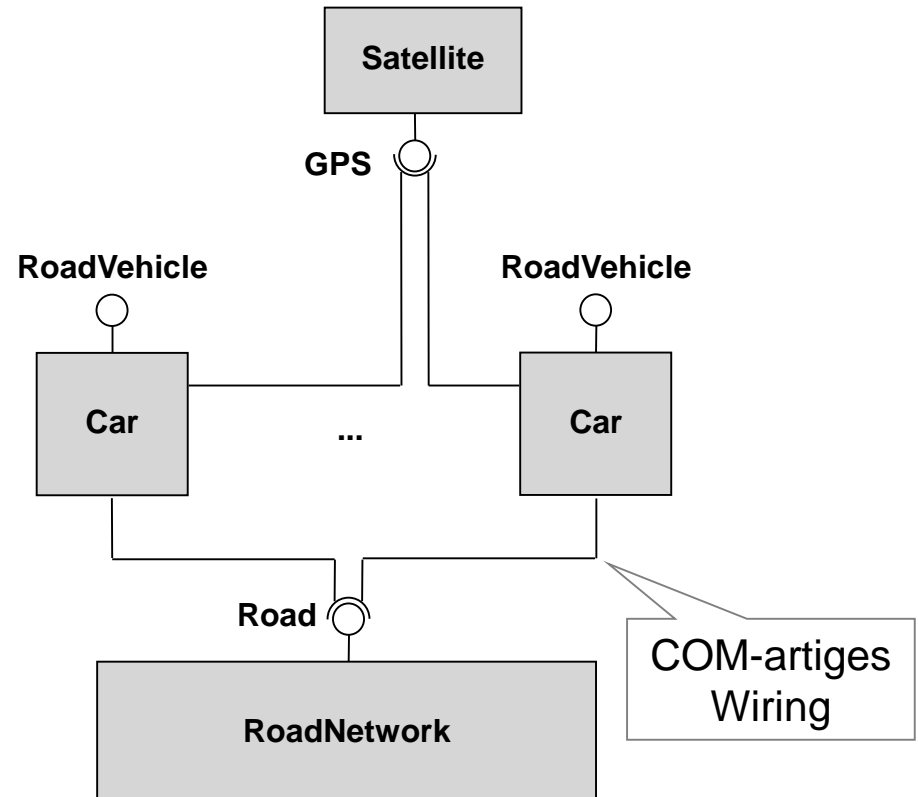 Satellite
GPS
RoadVehicle
RoadVehicle
Car
...
Car
Road
COM-artiges
Wiring
RoadNetwork